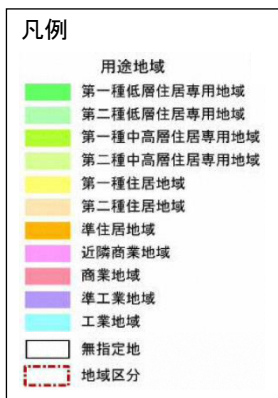 凡例
用途地域
第一種低層住居専用地域
第二種低層住居専用地域
第一種中高層住居専用地域
第二種中高層住居専用地域
第一種住居地域
第二種住居地域
準住居地域
近隣商業地域
商業地域
準工業地域
工業地域
無指定地
地域区分